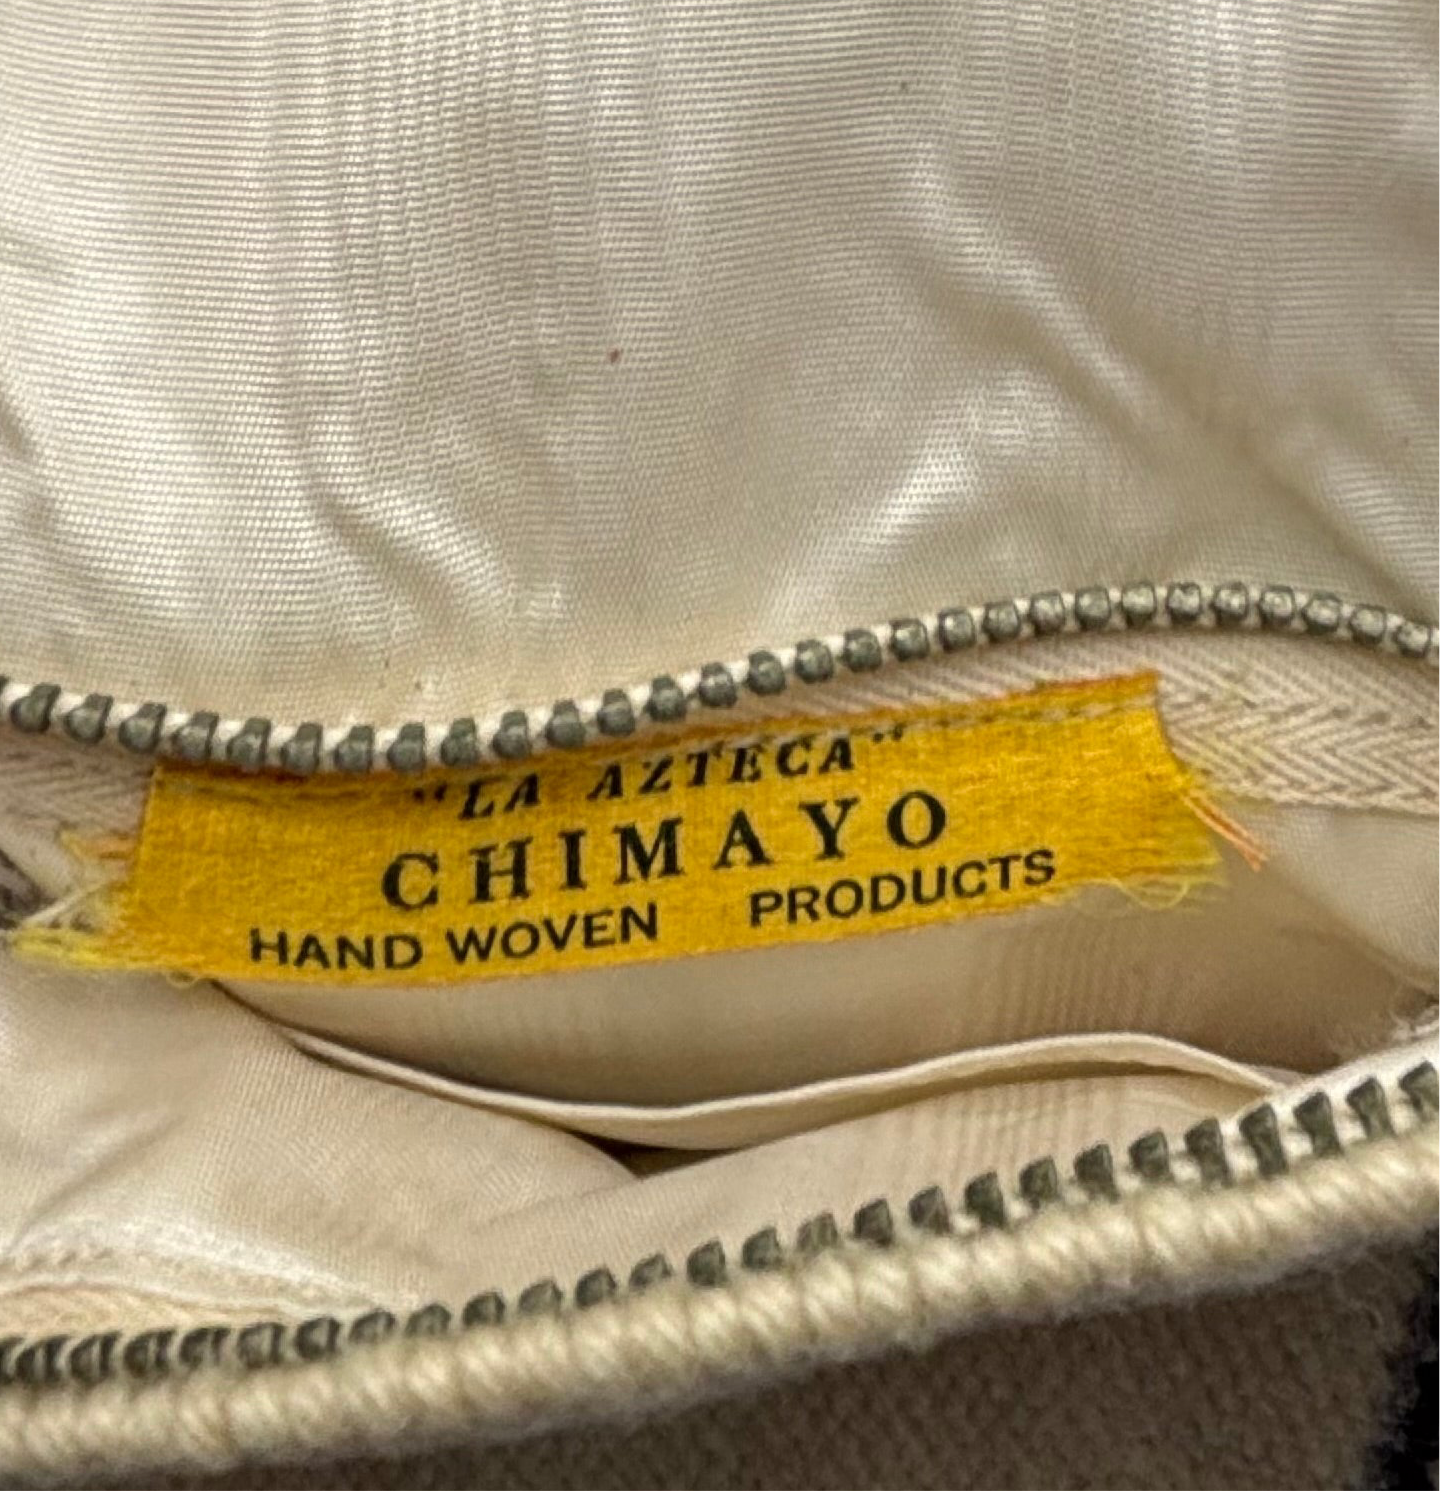 "LA AZTECA"
CHIMAYO
HAND WOVEN PRODUCTS